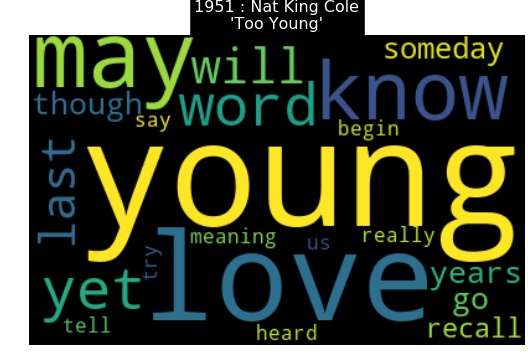 1951 : Nat King Cole
'Too Young'
may will someday
though say word know
begin
last young
meaning us really
try love
yet years
go
tell heard recall